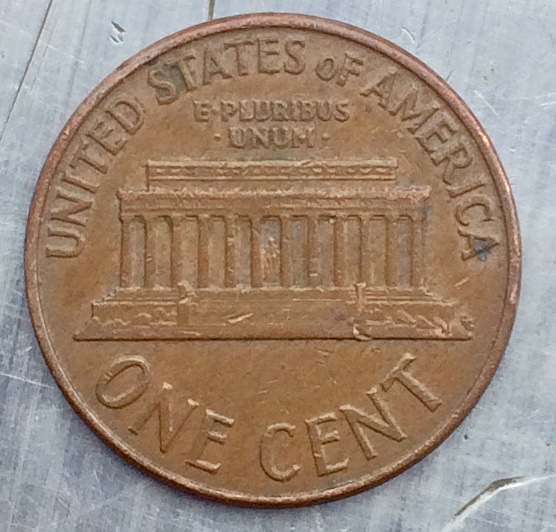 UNITED STATES OF AMERICA
E·PLURIBUS
·UNUM·
ONE CENT